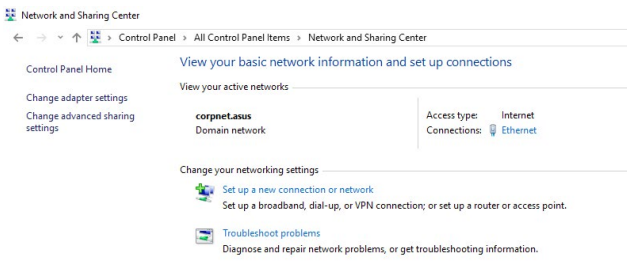 Network and Sharing Center
Control Panel > All Control Panel Items > Network and Sharing Center
Control Panel Home
Change adapter settings
Change advanced sharing
settings
View your basic network information and set up connections
View your active networks
corpnet.asus
Domain network
Access type: Internet
Connections: Ethernet
Change your networking settings
Set up a new connection or network
Set up a broadband, dial-up, or VPN connection; or set up a router or access point.
Troubleshoot problems
Diagnose and repair network problems, or get troubleshooting information.